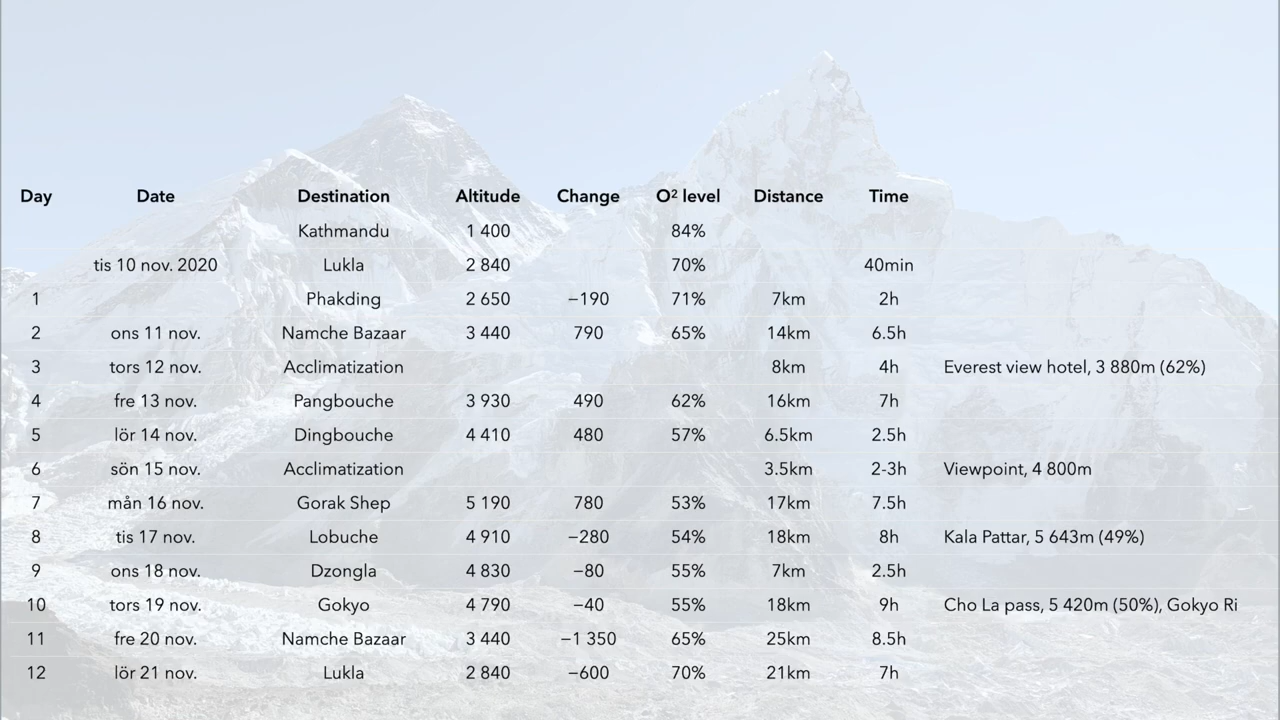 Day Date Destination Altitude Change O² level Distance Time
Kathmandu 1 400 84%
tis 10 nov. 2020 Lukla 2 840 70% 40min
1 Phakding 2 650 −190 71% 7km 2h
2 ons 11 nov. Namche Bazaar 3 440 790 65% 14km 6.5h
3 tors 12 nov. Acclimatization 8km 4h Everest view hotel, 3 880m (62%)
4 fre 13 nov. Pangbouche 3 930 490 62% 16km 7h
5 lör 14 nov. Dingbouche 4 410 480 57% 6.5km 2.5h
6 sön 15 nov. Acclimatization 3.5km 2-3h Viewpoint, 4 800m
7 mån 16 nov. Gorak Shep 5 190 780 53% 17km 7.5h
8 tis 17 nov. Lobuche 4 910 −280 54% 18km 8h Kala Pattar, 5 643m (49%)
9 ons 18 nov. Dzongla 4 830 −80 55% 7km 2.5h
10 tors 19 nov. Gokyo 4 790 −40 55% 18km 9h Cho La pass, 5 420m (50%), Gokyo Ri
11 fre 20 nov. Namche Bazaar 3 440 −1 350 65% 25km 8.5h
12 lör 21 nov. Lukla 2 840 −600 70% 21km 7h